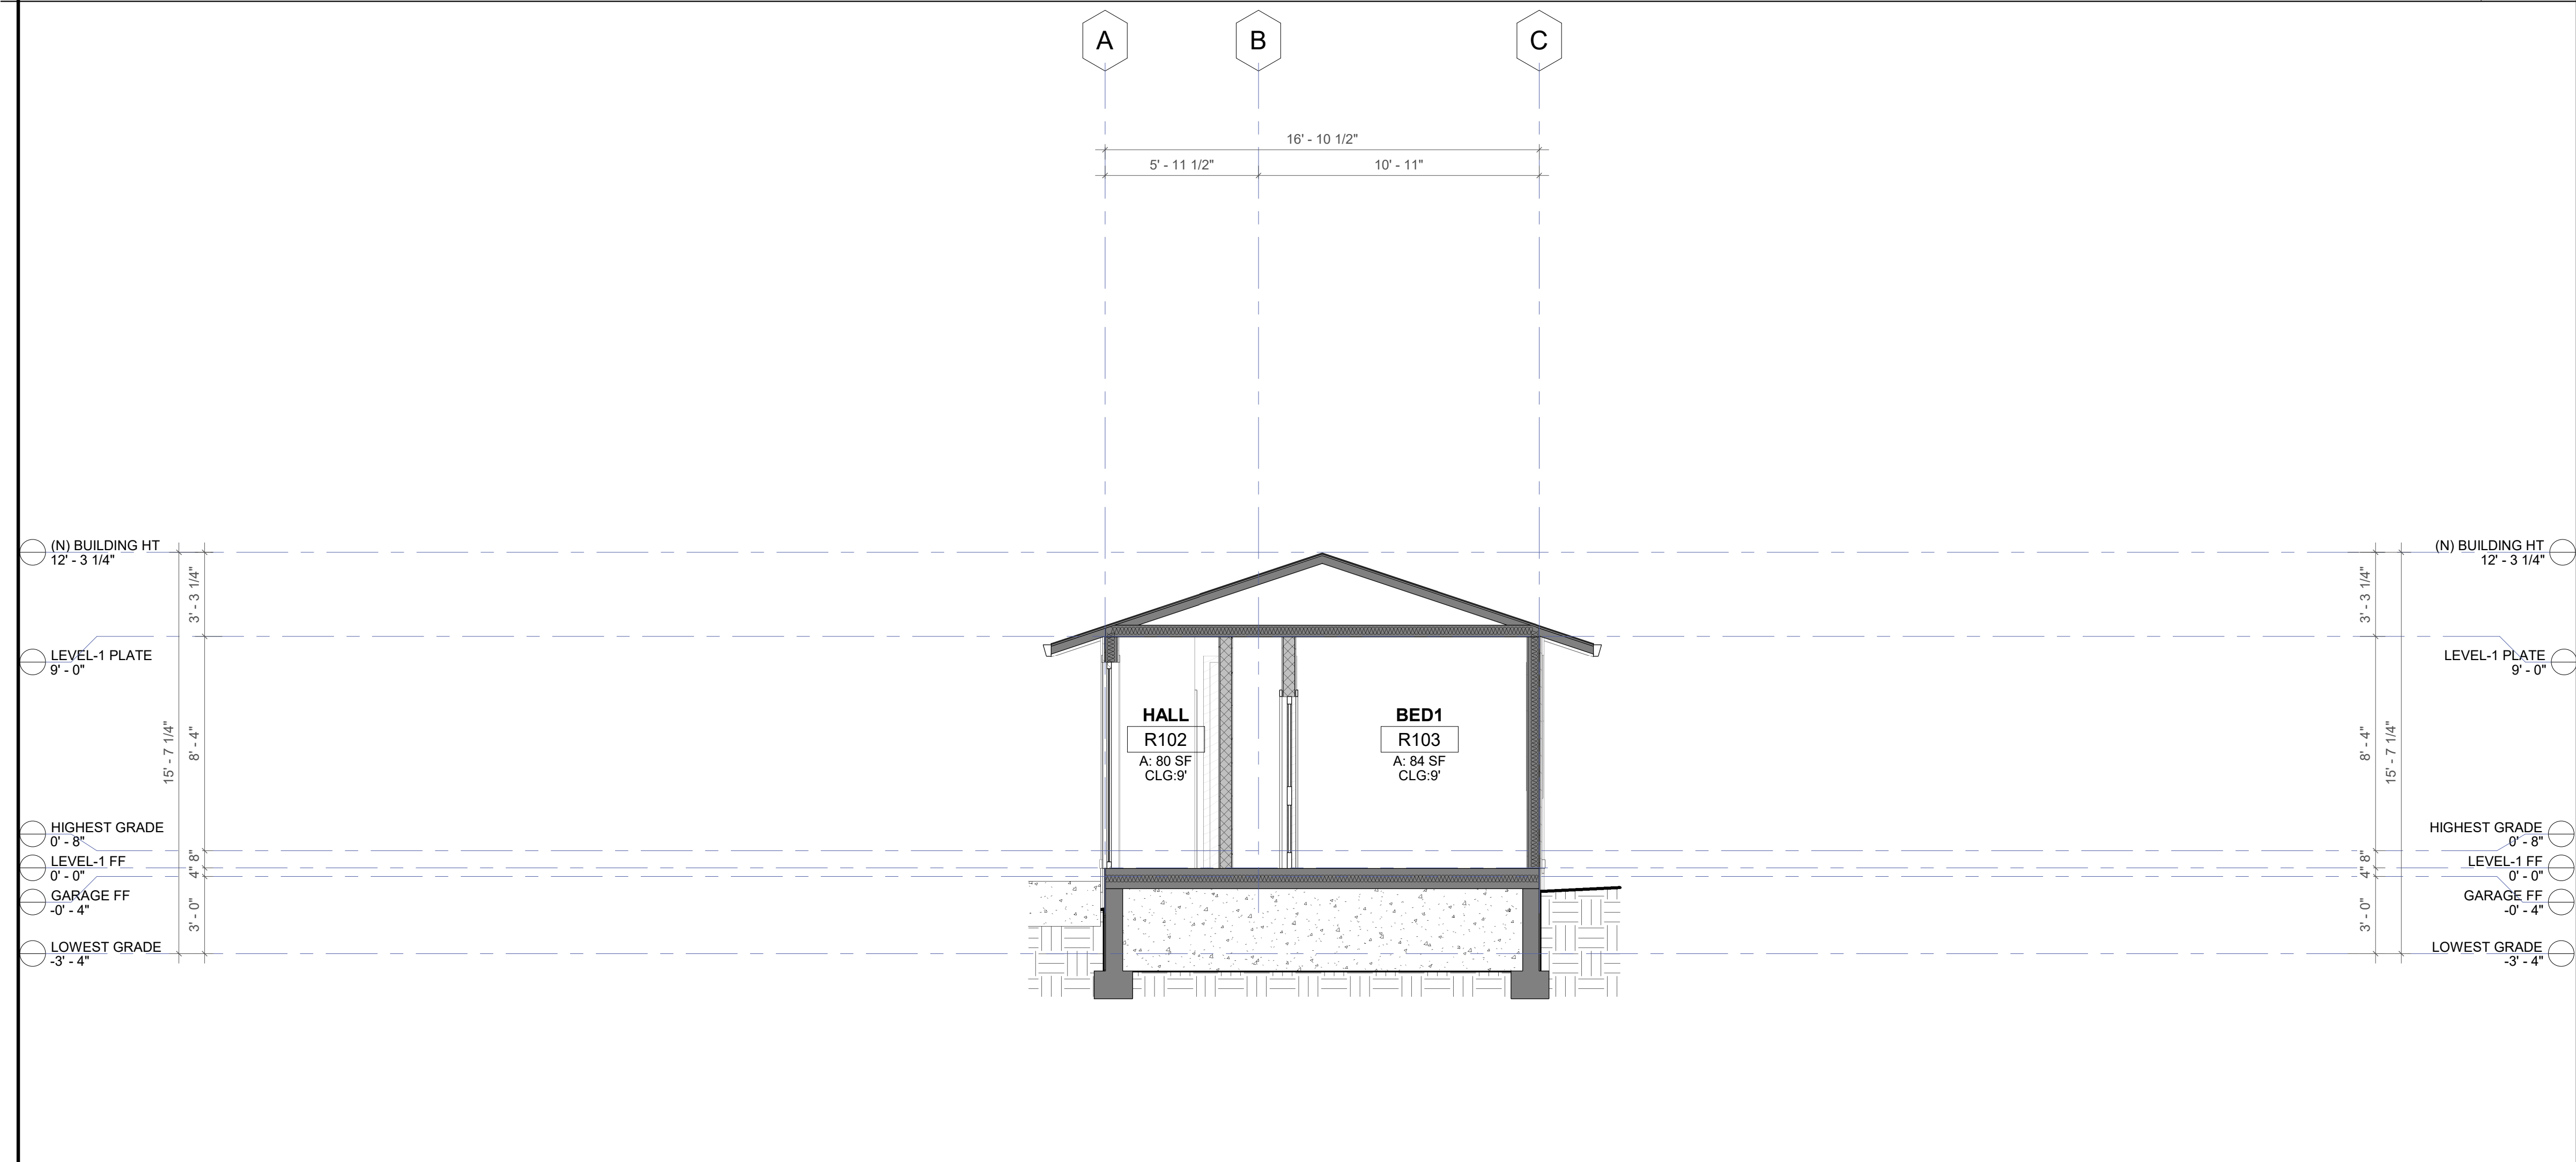 A
B
C
16' - 10 1/2"
5' - 11 1/2"
10' - 11"
(N) BUILDING HT
12' - 3 1/4"
LEVEL-1 PLATE
9' - 0"
HIGHEST GRADE
0' - 8"
LEVEL-1 FF
0' - 0"
GARAGE FF
-0' - 4"
LOWEST GRADE
-3' - 4"
15' - 7 1/4"
3' - 3 1/4"
8' - 4"
8"
4"
3' - 0"
HALL
R102
A: 80 SF
CLG:9'
BED1
R103
A: 84 SF
CLG:9'
3' - 3 1/4"
8' - 4"
8"
4"
3' - 0"
15' - 7 1/4"
(N) BUILDING HT
12' - 3 1/4"
LEVEL-1 PLATE
9' - 0"
HIGHEST GRADE
0' - 8"
LEVEL-1 FF
0' - 0"
GARAGE FF
-0' - 4"
LOWEST GRADE
-3' - 4"